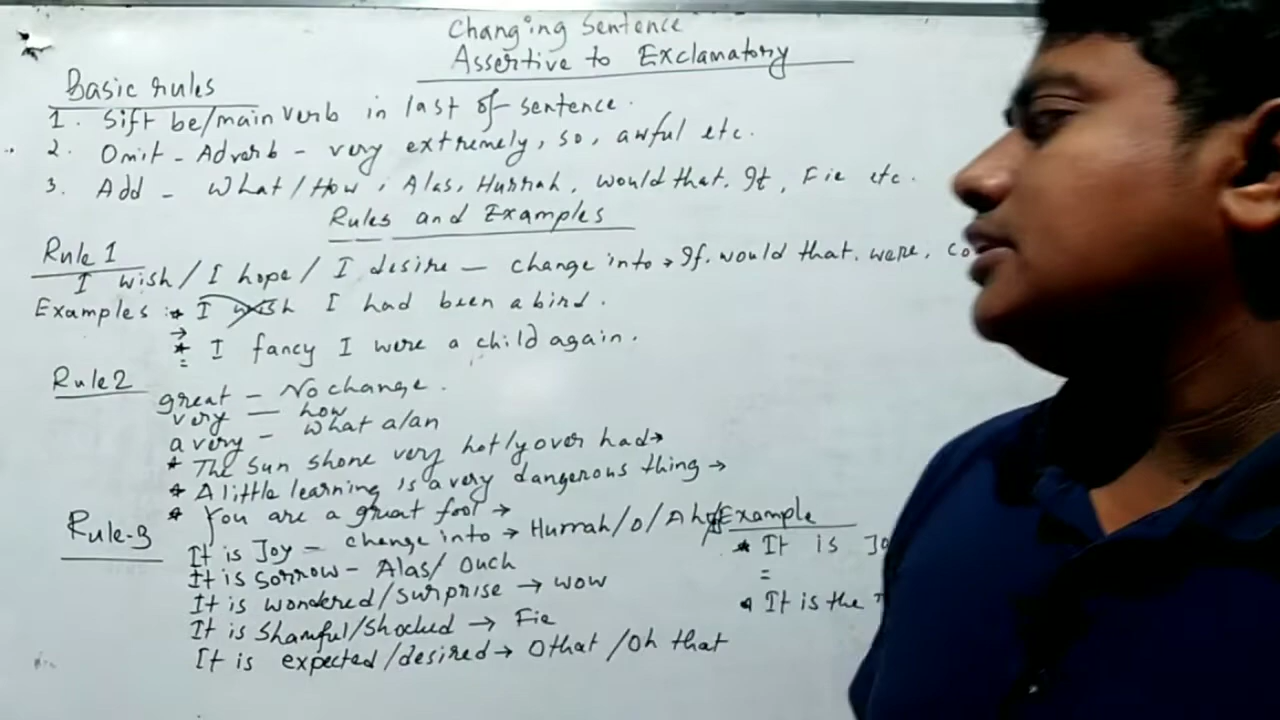 Changing Sentence
Assertive to Exclamatory
Basic rules
1. Sift be/main verb in last of sentence.
2. Omit - Adverb - very extremely, so, awful etc.
3. Add - What/How, Alas, Hurrah, would that. If, Fie etc.
Rules and Examples
Rule 1
I wish / I hope / I desire - change into → If. would that. were, Co
Examples :* I wish I had been a bird.
→
* I fancy I were a child again.
=
Rule 2
great - No change.
very - how
a very - what a/an
* The Sun shone very hotly over had→
* A little learning is a very dangerous thing →
* You are a great fool →
Rule-3
It is Joy - change into → Hurrah/O/Ah
It is sorrow - Alas/ Ouch
It is wondered/surprise → wow
It is Shamful/Shocked → Fie
It is expected/desired → O that /Oh that
Example
* It is Jo
=
* It is the